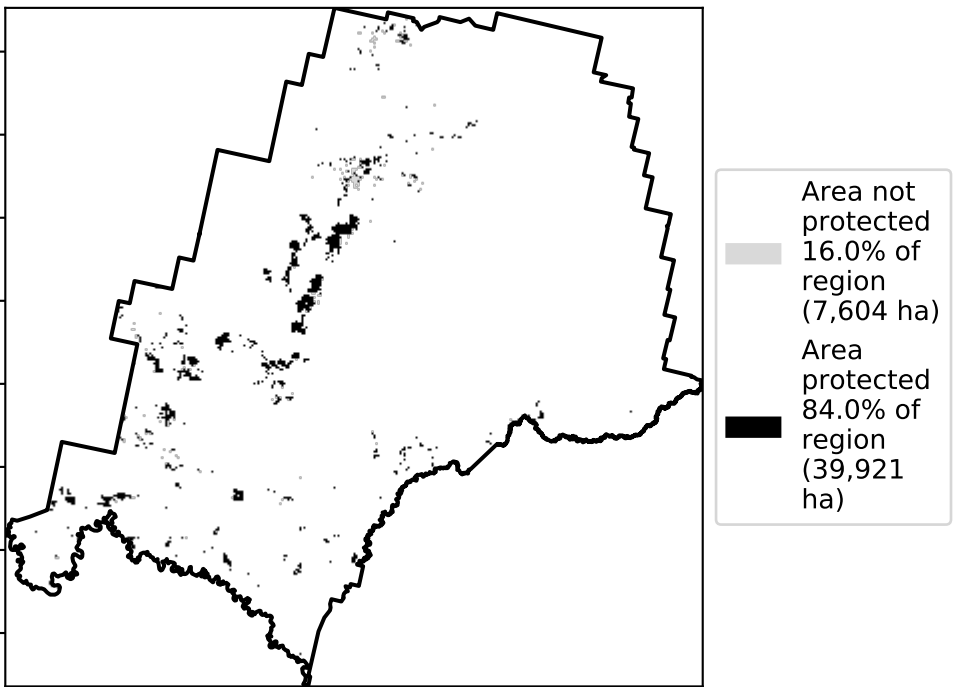 Area not
protected
16.0% of
region
(7,604 ha)
Area
protected
84.0% of
region
(39,921
ha)